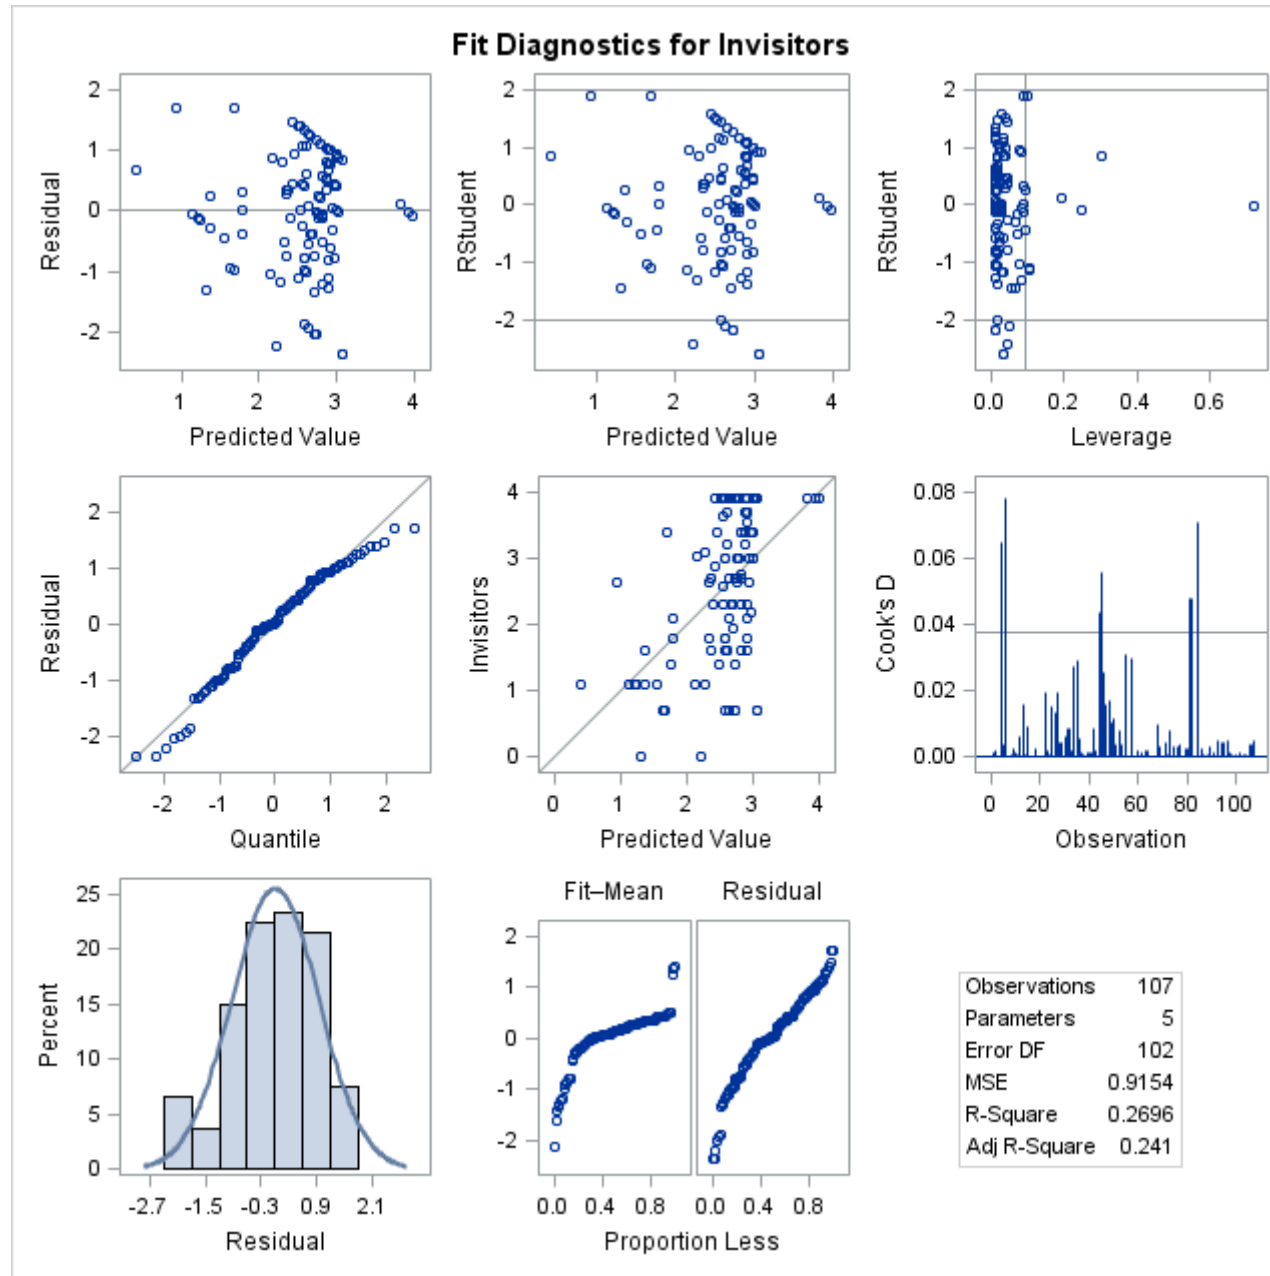 Fit Diagnostics for Invisitors
Residual
2
1
0
-1
-2
1 2 3 4
Predicted Value
RStudent
2
1
0
-1
-2
1 2 3 4
Predicted Value
RStudent
2
1
0
-1
-2
0.0 0.2 0.4 0.6
Leverage
Residual
2
1
0
-1
-2
-2 -1 0 1 2
Quantile
Invisitors
4
3
2
1
0
0 1 2 3 4
Predicted Value
Cook's D
0.08
0.06
0.04
0.02
0.00
0 20 40 60 80 100
Observation
Percent
25
20
15
10
5
0
-2.7 -1.5 -0.3 0.9 2.1
Residual
Fit–Mean Residual
2
1
0
-1
-2
0.0 0.4 0.8 0.0 0.4 0.8
Proportion Less
Observations 107
Parameters 5
Error DF 102
MSE 0.9154
R-Square 0.2696
Adj R-Square 0.241